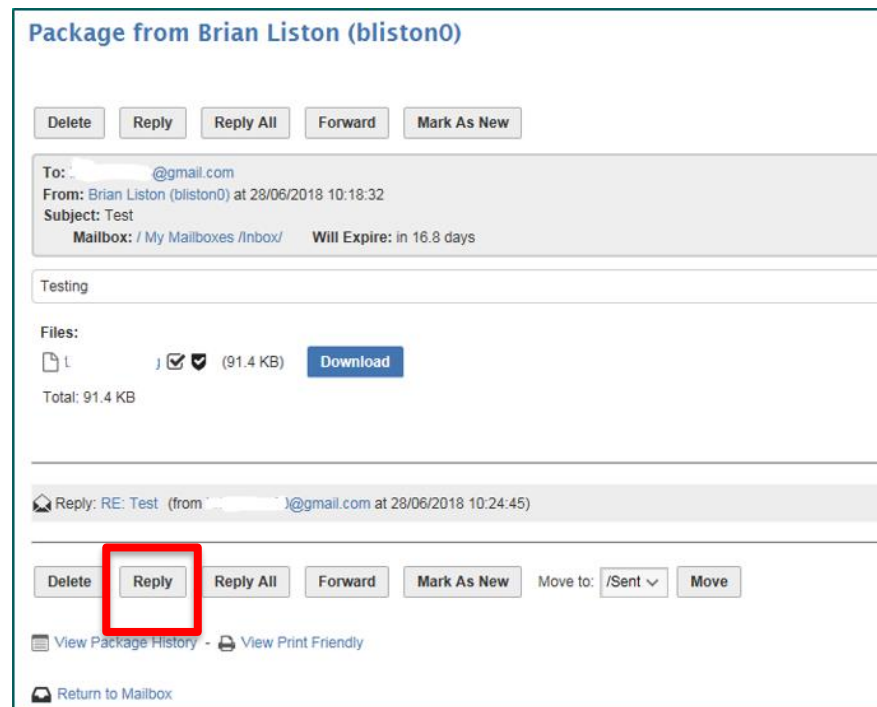 Package from Brian Liston (bliston0)
Delete Reply Reply All Forward Mark As New
To: @gmail.com
From: Brian Liston (bliston0) at 28/06/2018 10:18:32
Subject: Test
Mailbox: / My Mailboxes /Inbox/ Will Expire: in 16.8 days
Testing
Files:
(91.4 KB) Download
Total: 91.4 KB
Reply: RE: Test (from @gmail.com at 28/06/2018 10:24:45)
Delete Reply Reply All Forward Mark As New Move to: /Sent Move
View Package History - View Print Friendly
Return to Mailbox